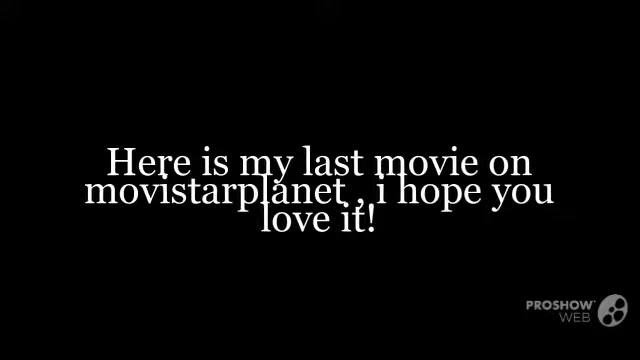 Here is my last movie on
movistarplanet , i hope you
love it!
PROSHOW
WEB